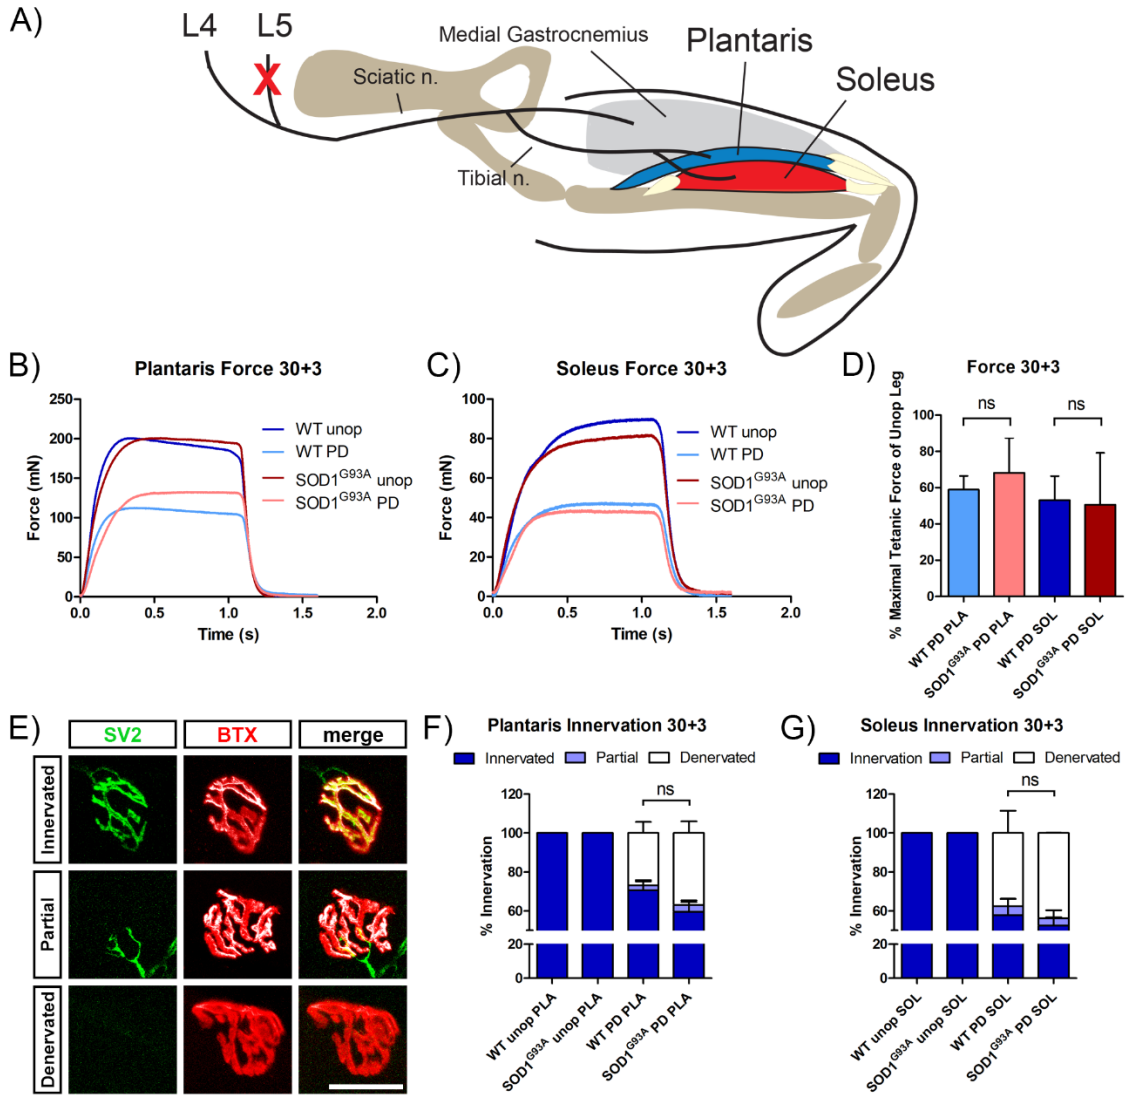 A)
L4 L5
X
Sciatic n.
Tibial n.
Medial Gastrocnemius
Plantaris
Soleus
B)
Plantaris Force 30+3
Force (mN)
250
200
150
100
50
0
0.0 0.5 1.0 1.5 2.0
Time (s)
WT unop
WT PD
SOD1G93A unop
SOD1G93A PD
C)
Soleus Force 30+3
Force (mN)
100
80
60
40
20
0
0.0 0.5 1.0 1.5 2.0
Time (s)
WT unop
WT PD
SOD1G93A unop
SOD1G93A PD
D)
Force 30+3
% Maximal Tetanic Force of Unop Leg
100
80
60
40
20
0
ns ns
WT PD PLA
SOD1G93A PD PLA
WT PD SOL
SOD1G93A PD SOL
E)
SV2 BTX merge
Innervated
Partial
Denervated
F)
Plantaris Innervation 30+3
Innervated Partial Denervated
% Innervation
120
100
80
60
20
0
ns
WT unop PLA
SOD1G93A unop PLA
WT PD PLA
SOD1G93A PD PLA
G)
Soleus Innervation 30+3
Innervation Partial Denervated
% Innervation
120
100
80
60
20
0
ns
WT unop SOL
SOD1G93A unop SOL
WT PD SOL
SOD1G93A PD SOL